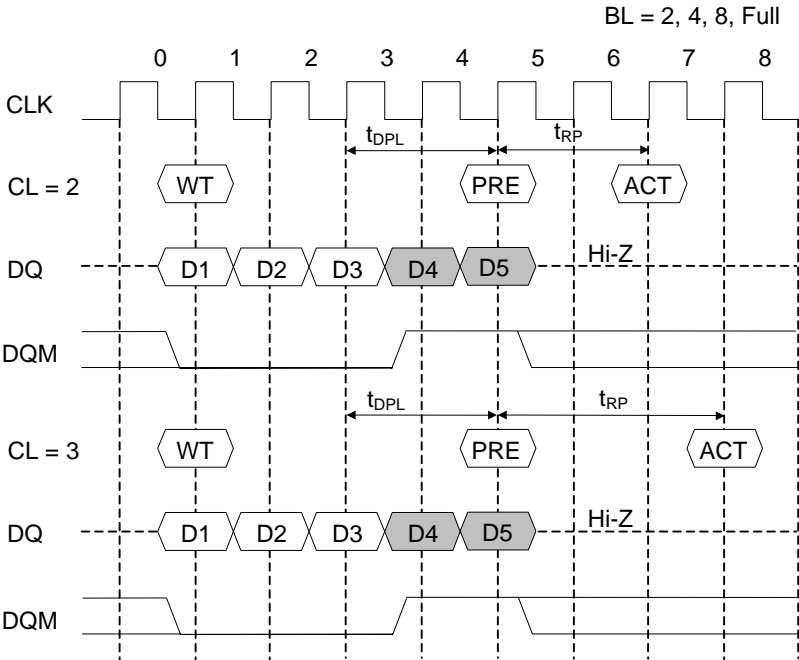 BL = 2, 4, 8, Full
0 1 2 3 4 5 6 7 8
CLK
tDPL tRP
CL = 2 WT PRE ACT
DQ D1 D2 D3 D4 D5 Hi-Z
DQM
tDPL tRP
CL = 3 WT PRE ACT
DQ D1 D2 D3 D4 D5 Hi-Z
DQM